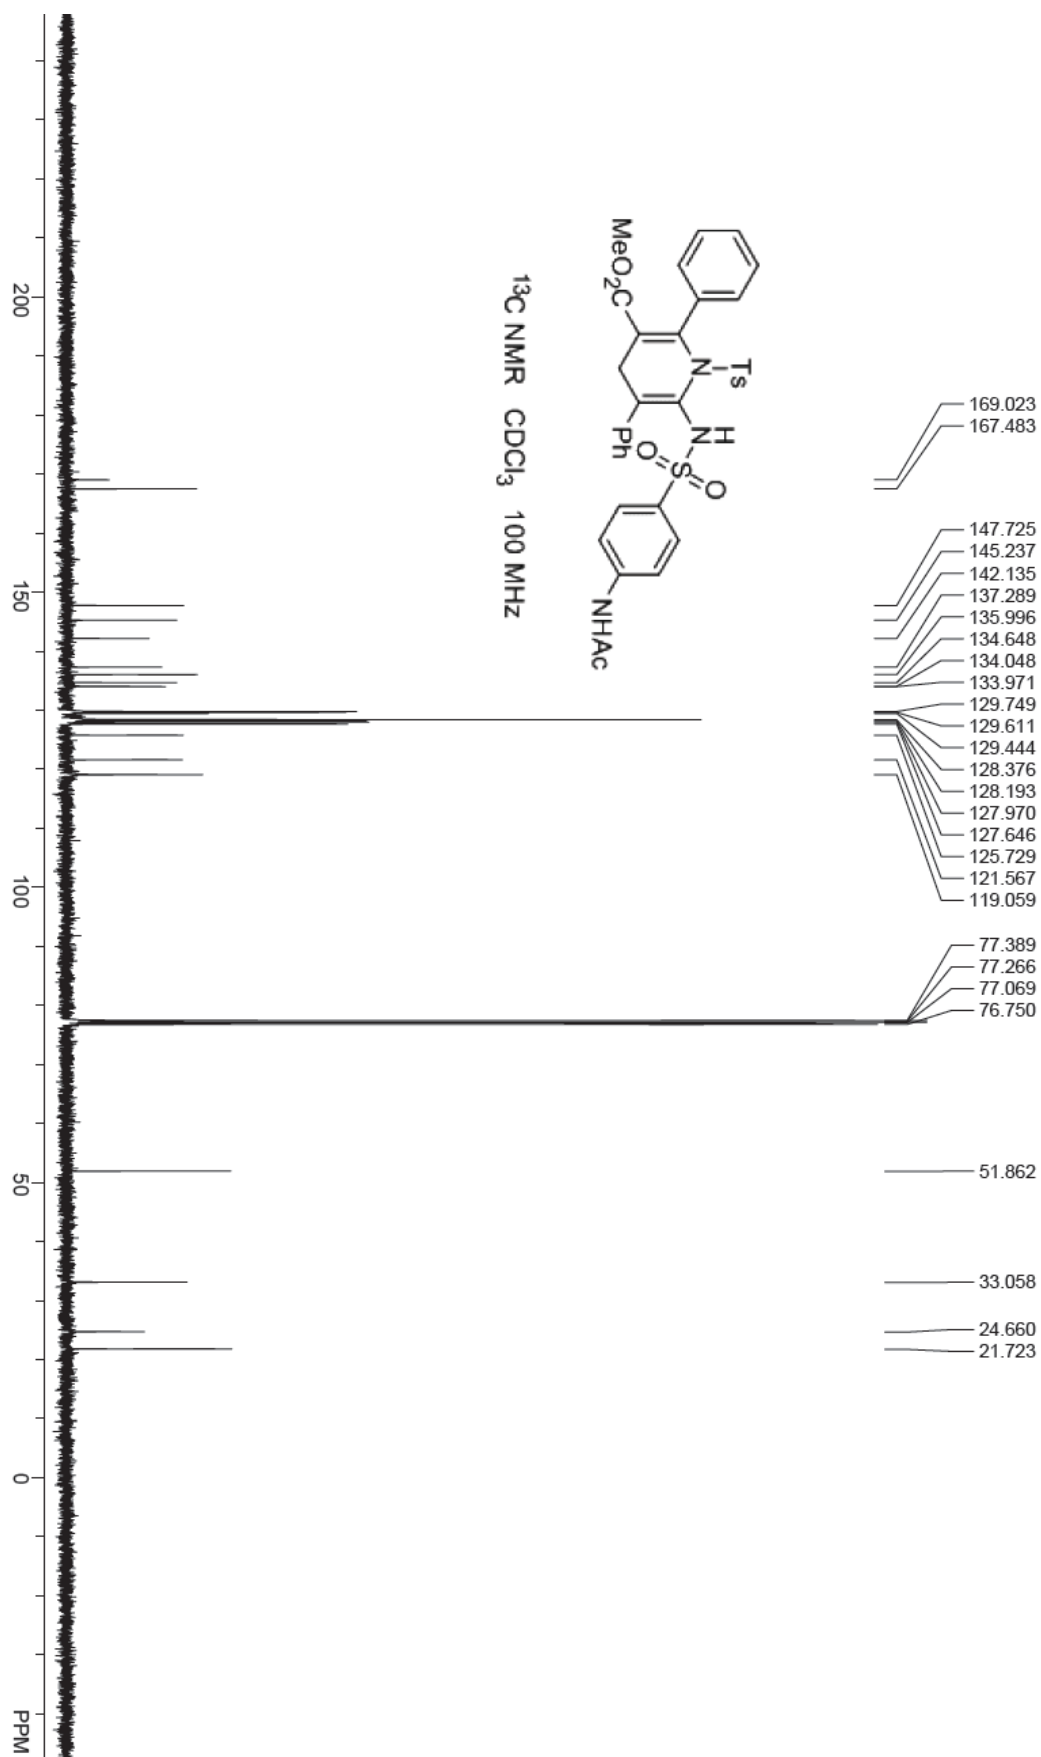 169.023
167.483
147.725
145.237
142.135
137.289
135.996
134.648
134.048
133.971
129.749
129.611
129.444
128.376
128.193
127.970
127.646
125.729
121.567
119.059
77.389
77.266
77.069
76.750
51.862
33.058
24.660
21.723
Ts
N
H
N
MeO₂C
Ph
O
S
O
NHAc
¹³C NMR CDCl₃ 100 MHz
200
150
100
50
0
PPM